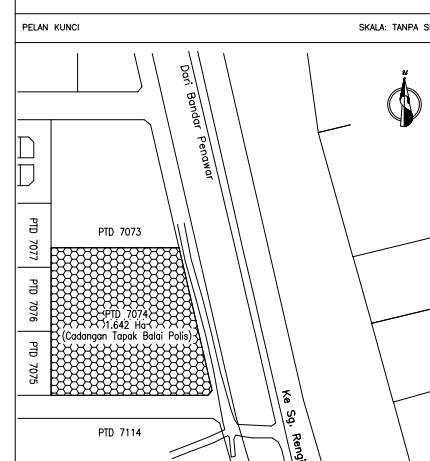 PELAN KUNCI
SKALA: TANPA
u
Dari Bandar Penawar
PTD 7073
PTD 7077
PTD 7076
PTD 7075
PTD 7074
1.642 Ha
(Cadangan Tapak Balai Polis)
Ke Sg. Rengi
PTD 7114